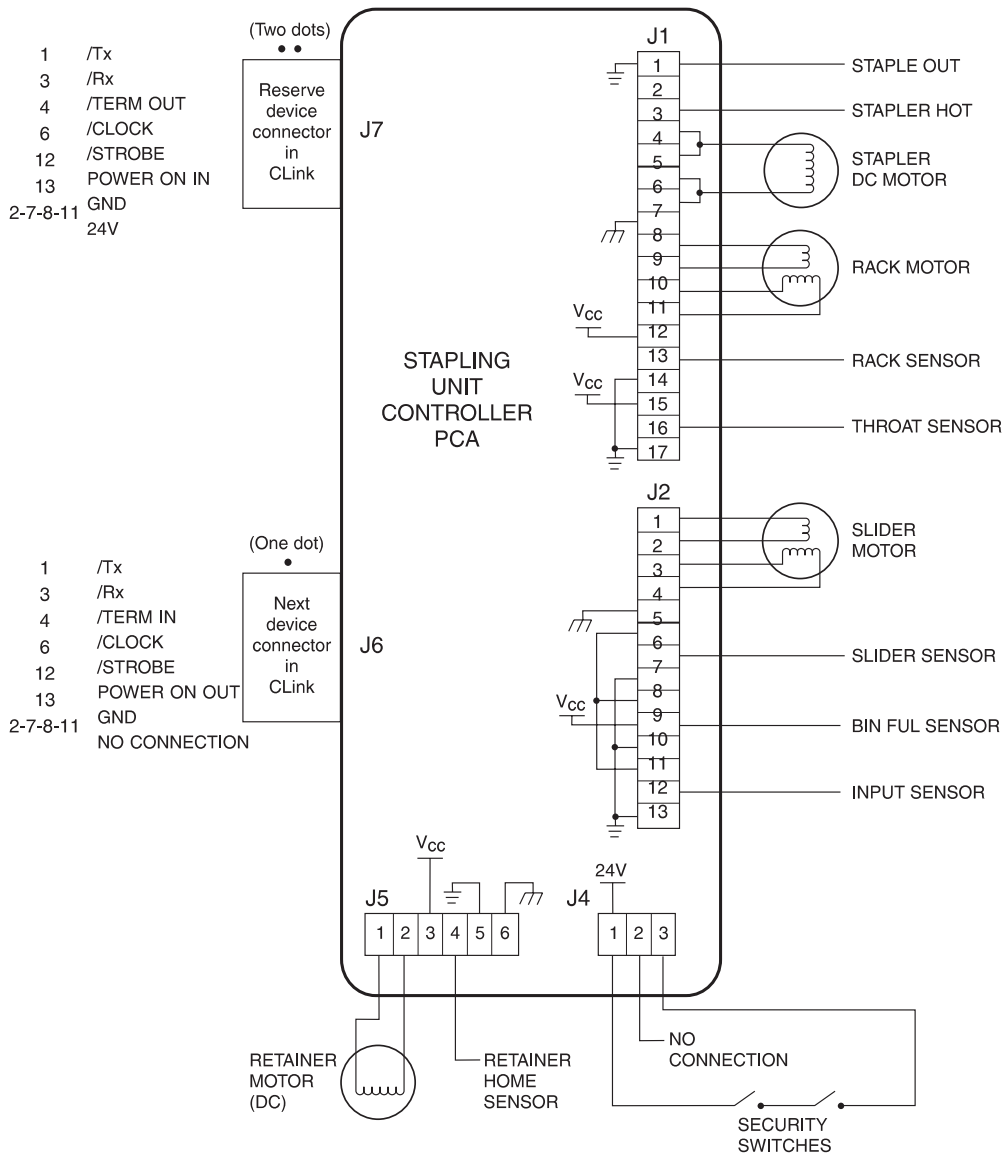 (Two dots)
1 /Tx
3 /Rx
4 /TERM OUT
6 /CLOCK
12 /STROBE
13 POWER ON IN
2-7-8-11 GND
24V
Reserve
device
connector
in
CLink
J7
J1
1
2
3
4
5
6
7
8
9
10
11
12
13
14
15
16
17
Vcc
Vcc
STAPLE OUT
STAPLER HOT
STAPLER
DC MOTOR
RACK MOTOR
RACK SENSOR
THROAT SENSOR
STAPLING
UNIT
CONTROLLER
PCA
(One dot)
1 /Tx
3 /Rx
4 /TERM IN
6 /CLOCK
12 /STROBE
13 POWER ON OUT
2-7-8-11 GND
NO CONNECTION
Next
device
connector
in
CLink
J6
J2
1
2
3
4
5
6
7
8
9
10
11
12
13
Vcc
SLIDER
MOTOR
SLIDER SENSOR
BIN FUL SENSOR
INPUT SENSOR
Vcc
J5
1 2 3 4 5 6
24V
J4
1 2 3
RETAINER
MOTOR
(DC)
RETAINER
HOME
SENSOR
NO
CONNECTION
SECURITY
SWITCHES